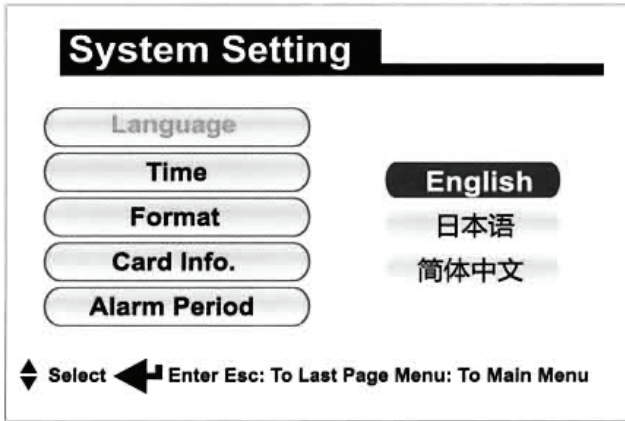 System Setting
Language
Time
Format
Card Info.
Alarm Period
English
日本语
简体中文
Select Enter Esc: To Last Page Menu: To Main Menu